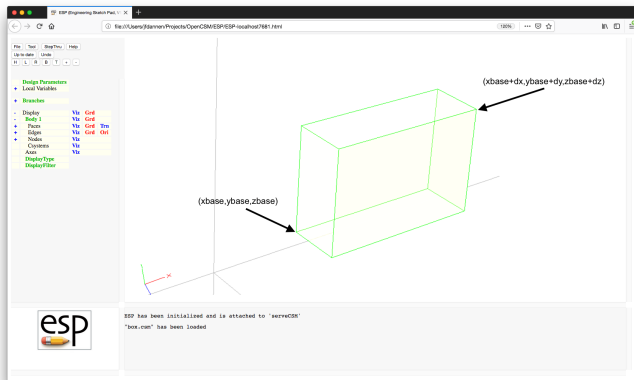 ESP (Engineering Sketch Pad, V
file:///Users/jfdannen/Projects/OpenCSM/ESP/ESP-localhost7681.html
120%
File Tool StepThru Help
Up to date Undo
H L R B T + -
Design Parameters
+ Local Variables
+ Branches
- Display Viz Grd
- Body 1 Viz Grd
+ Faces Viz Grd Trn
+ Edges Viz Grd Ori
+ Nodes Viz
Csystems Viz
Axes Viz
DisplayType
DisplayFilter
(xbase+dx,ybase+dy,zbase+dz)
(xbase,ybase,zbase)
X
esp
ESP has been initialized and is attached to 'serveCSM'
"box.csm" has been loaded